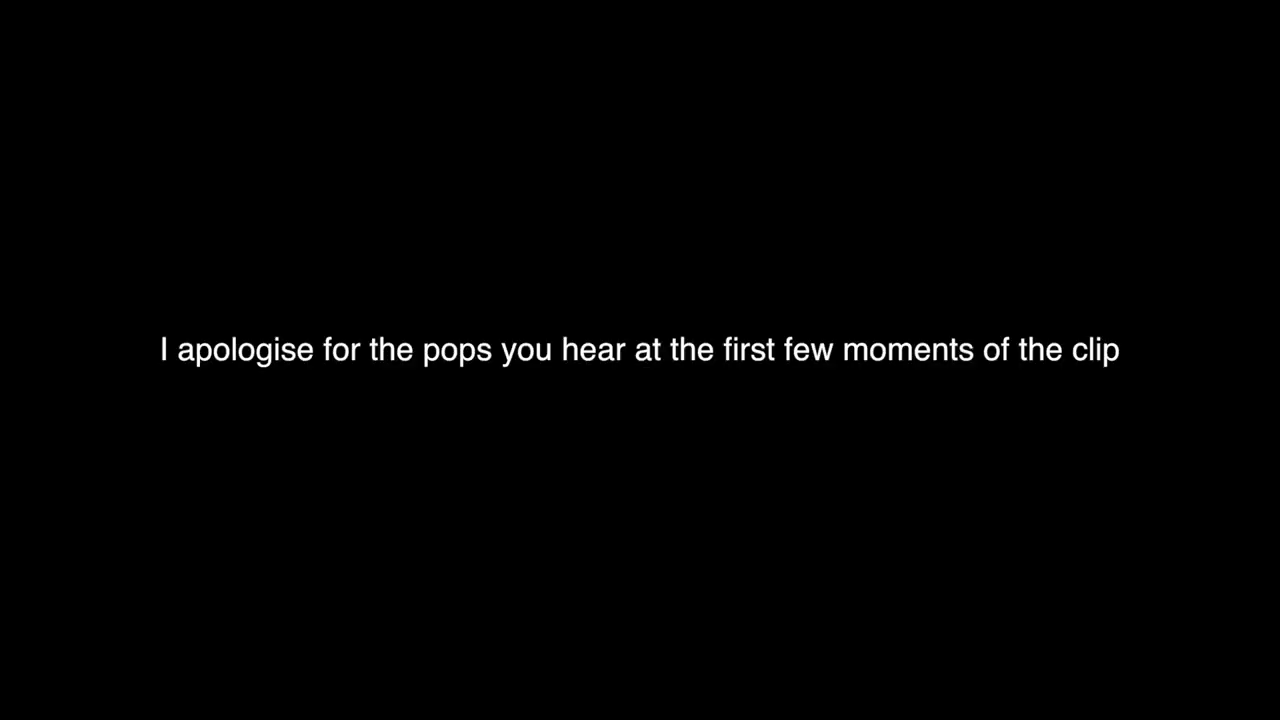 I apologise for the pops you hear at the first few moments of the clip